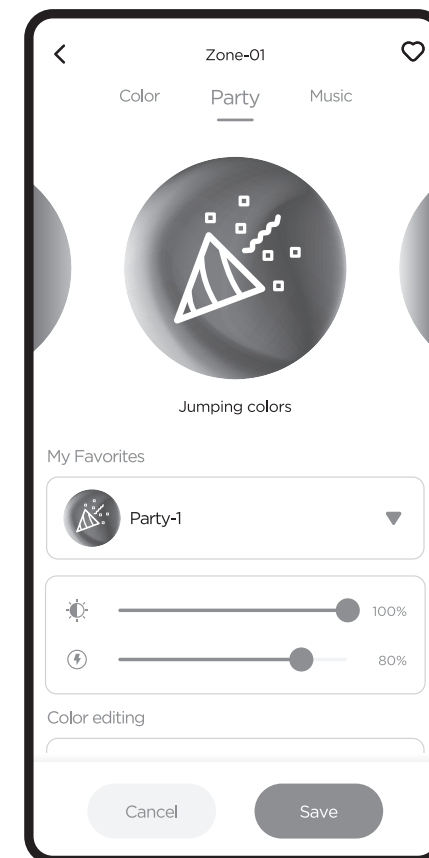 Zone-01
Color Party Music
Jumping colors
My Favorites
Party-1
100%
80%
Color editing
Cancel Save